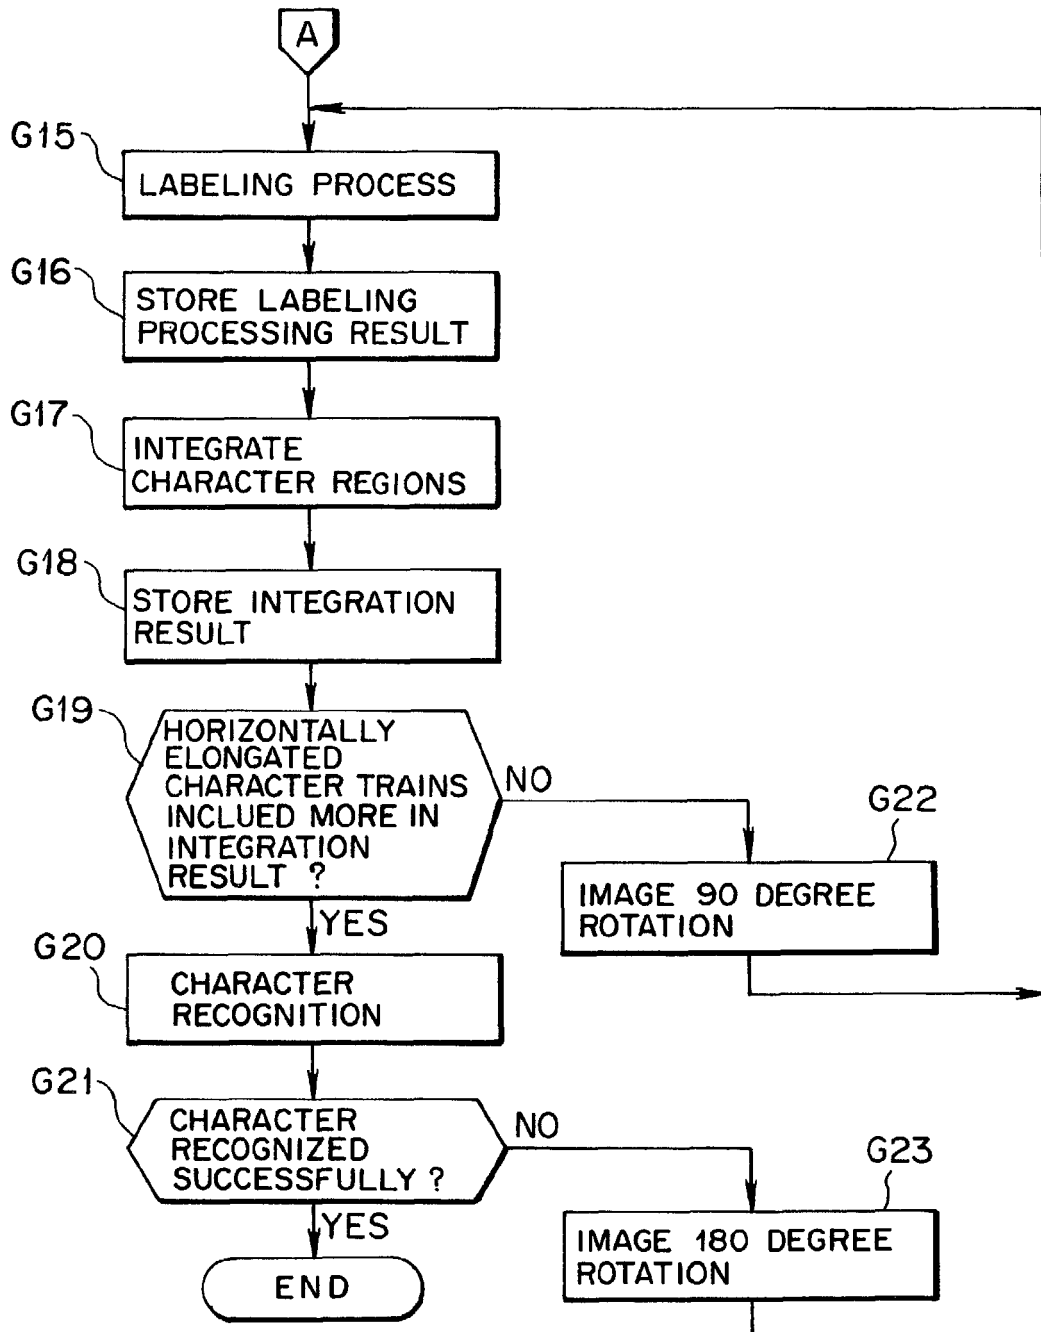 A
G15
LABELING PROCESS
G16
STORE LABELING
PROCESSING RESULT
G17
INTEGRATE
CHARACTER REGIONS
G18
STORE INTEGRATION
RESULT
G19
HORIZONTALLY
ELONGATED
CHARACTER TRAINS
INCLUED MORE IN
INTEGRATION
RESULT ?
NO
G22
IMAGE 90 DEGREE
ROTATION
YES
G20
CHARACTER
RECOGNITION
G21
CHARACTER
RECOGNIZED
SUCCESSFULLY ?
NO
G23
IMAGE 180 DEGREE
ROTATION
YES
END